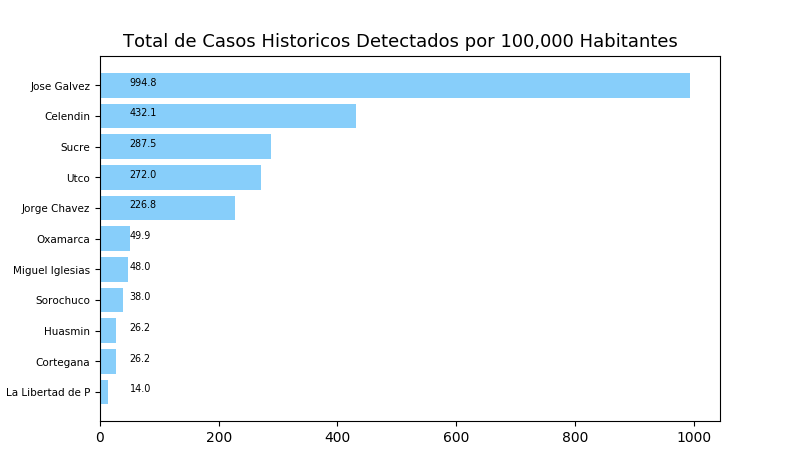 Total de Casos Historicos Detectados por 100,000 Habitantes
Jose Galvez 994.8
Celendin 432.1
Sucre 287.5
Utco 272.0
Jorge Chavez 226.8
Oxamarca 49.9
Miguel Iglesias 48.0
Sorochuco 38.0
Huasmin 26.2
Cortegana 26.2
La Libertad de P 14.0
0 200 400 600 800 1000